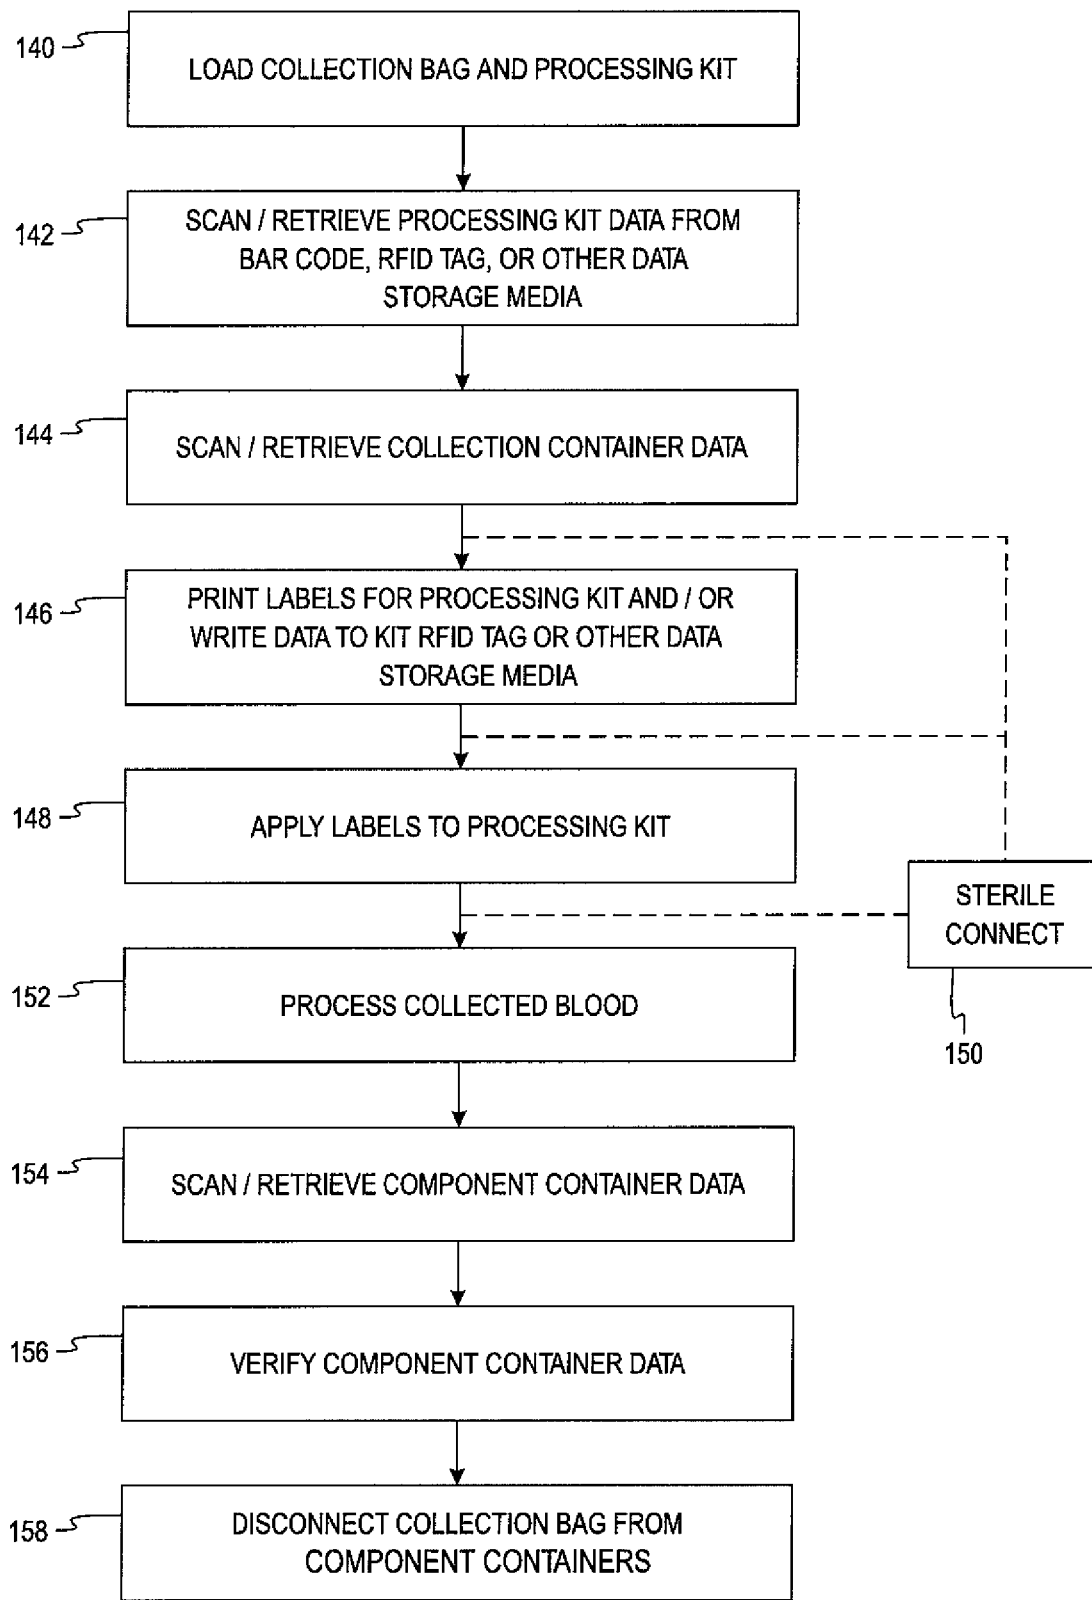 140
LOAD COLLECTION BAG AND PROCESSING KIT
142
SCAN / RETRIEVE PROCESSING KIT DATA FROM
BAR CODE, RFID TAG, OR OTHER DATA
STORAGE MEDIA
144
SCAN / RETRIEVE COLLECTION CONTAINER DATA
146
PRINT LABELS FOR PROCESSING KIT AND / OR
WRITE DATA TO KIT RFID TAG OR OTHER DATA
STORAGE MEDIA
148
APPLY LABELS TO PROCESSING KIT
STERILE
CONNECT
150
152
PROCESS COLLECTED BLOOD
154
SCAN / RETRIEVE COMPONENT CONTAINER DATA
156
VERIFY COMPONENT CONTAINER DATA
158
DISCONNECT COLLECTION BAG FROM
COMPONENT CONTAINERS